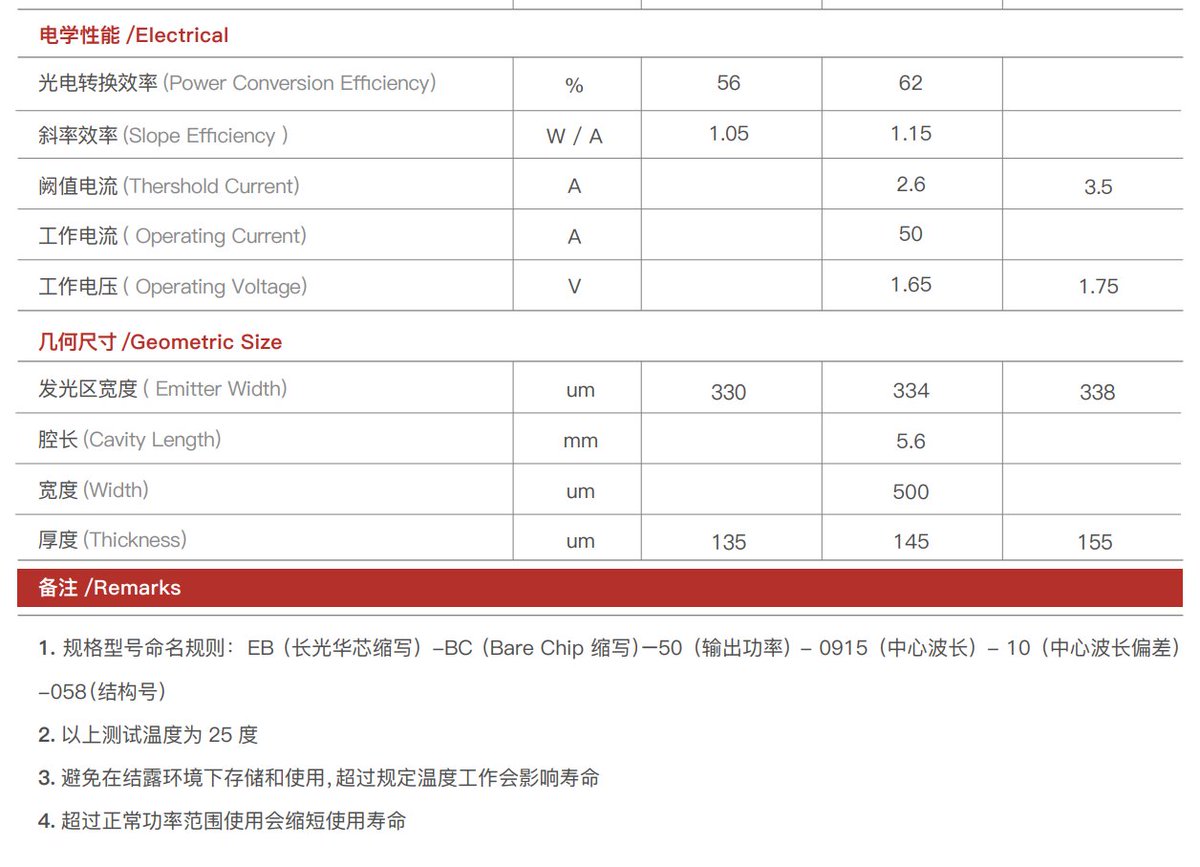 电学性能 /Electrical
光电转换效率 (Power Conversion Efficiency) % 56 62
斜率效率 (Slope Efficiency ) W / A 1.05 1.15
阙值电流 (Thershold Current) A 2.6 3.5
工作电流 ( Operating Current) A 50
工作电压 ( Operating Voltage) V 1.65 1.75
几何尺寸 /Geometric Size
发光区宽度 ( Emitter Width) um 330 334 338
腔长 (Cavity Length) mm 5.6
宽度 (Width) um 500
厚度 (Thickness) um 135 145 155
备注 /Remarks
1. 规格型号命名规则： EB（长光华芯缩写）–BC（Bare Chip 缩写)—50（输出功率）– 0915（中心波长）– 10（中心波长偏差）
–058(结构号)
2. 以上测试温度为 25 度
3. 避免在结露环境下存储和使用,超过规定温度工作会影响寿命
4. 超过正常功率范围使用会缩短使用寿命